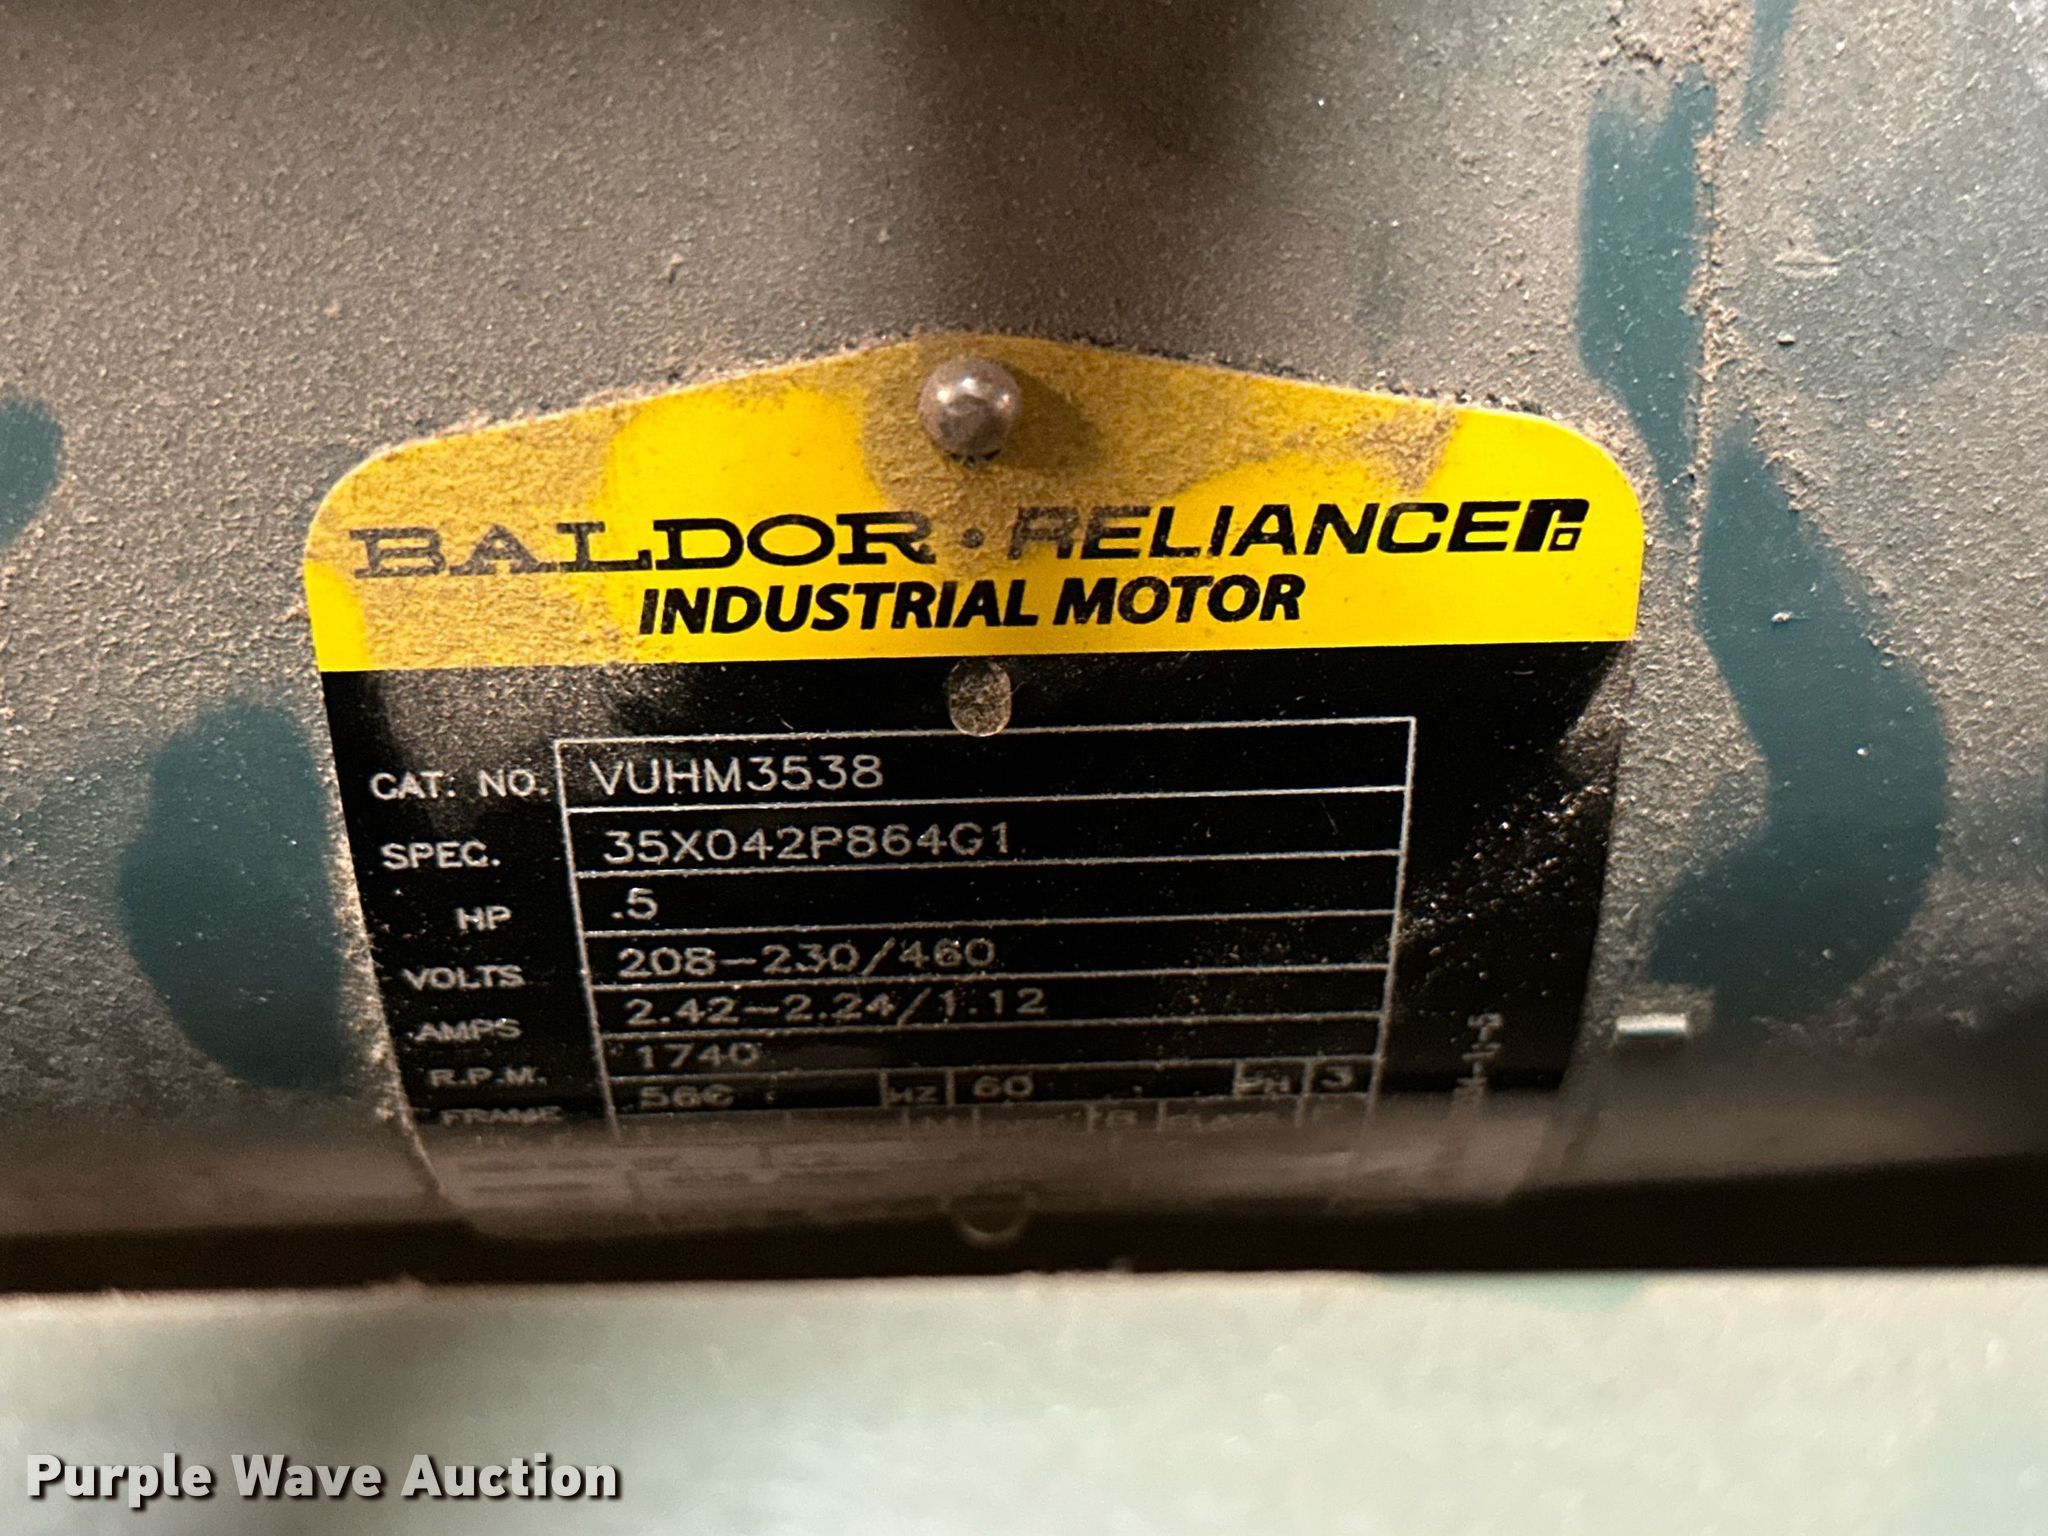 BALDOR · RELIANCE
INDUSTRIAL MOTOR
CAT. NO. VUHM3538
SPEC. 35X042P864G1
HP .5
VOLTS 208-230/460
AMPS 2.42-2.24/1.12
R.P.M. 1740
FRAME 56C HZ 60 PH 3
Purple Wave Auction